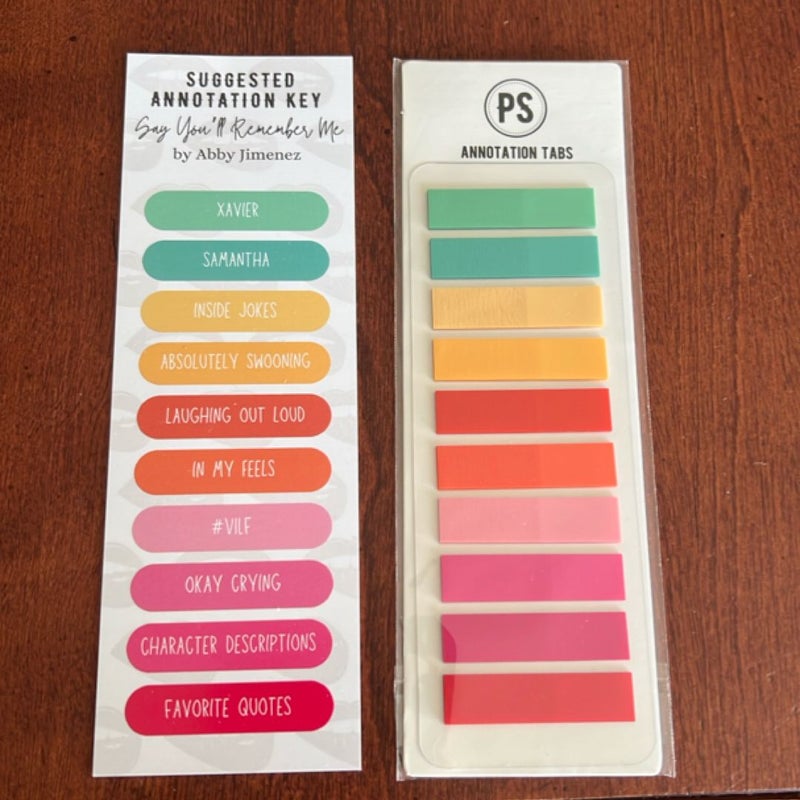 SUGGESTED
ANNOTATION KEY
Say You'll Remember Me
by Abby Jimenez
XAVIER
SAMANTHA
INSIDE JOKES
ABSOLUTELY SWOONING
LAUGHING OUT LOUD
IN MY FEELS
#VILF
OKAY CRYING
CHARACTER DESCRIPTIONS
FAVORITE QUOTES
PS
ANNOTATION TABS